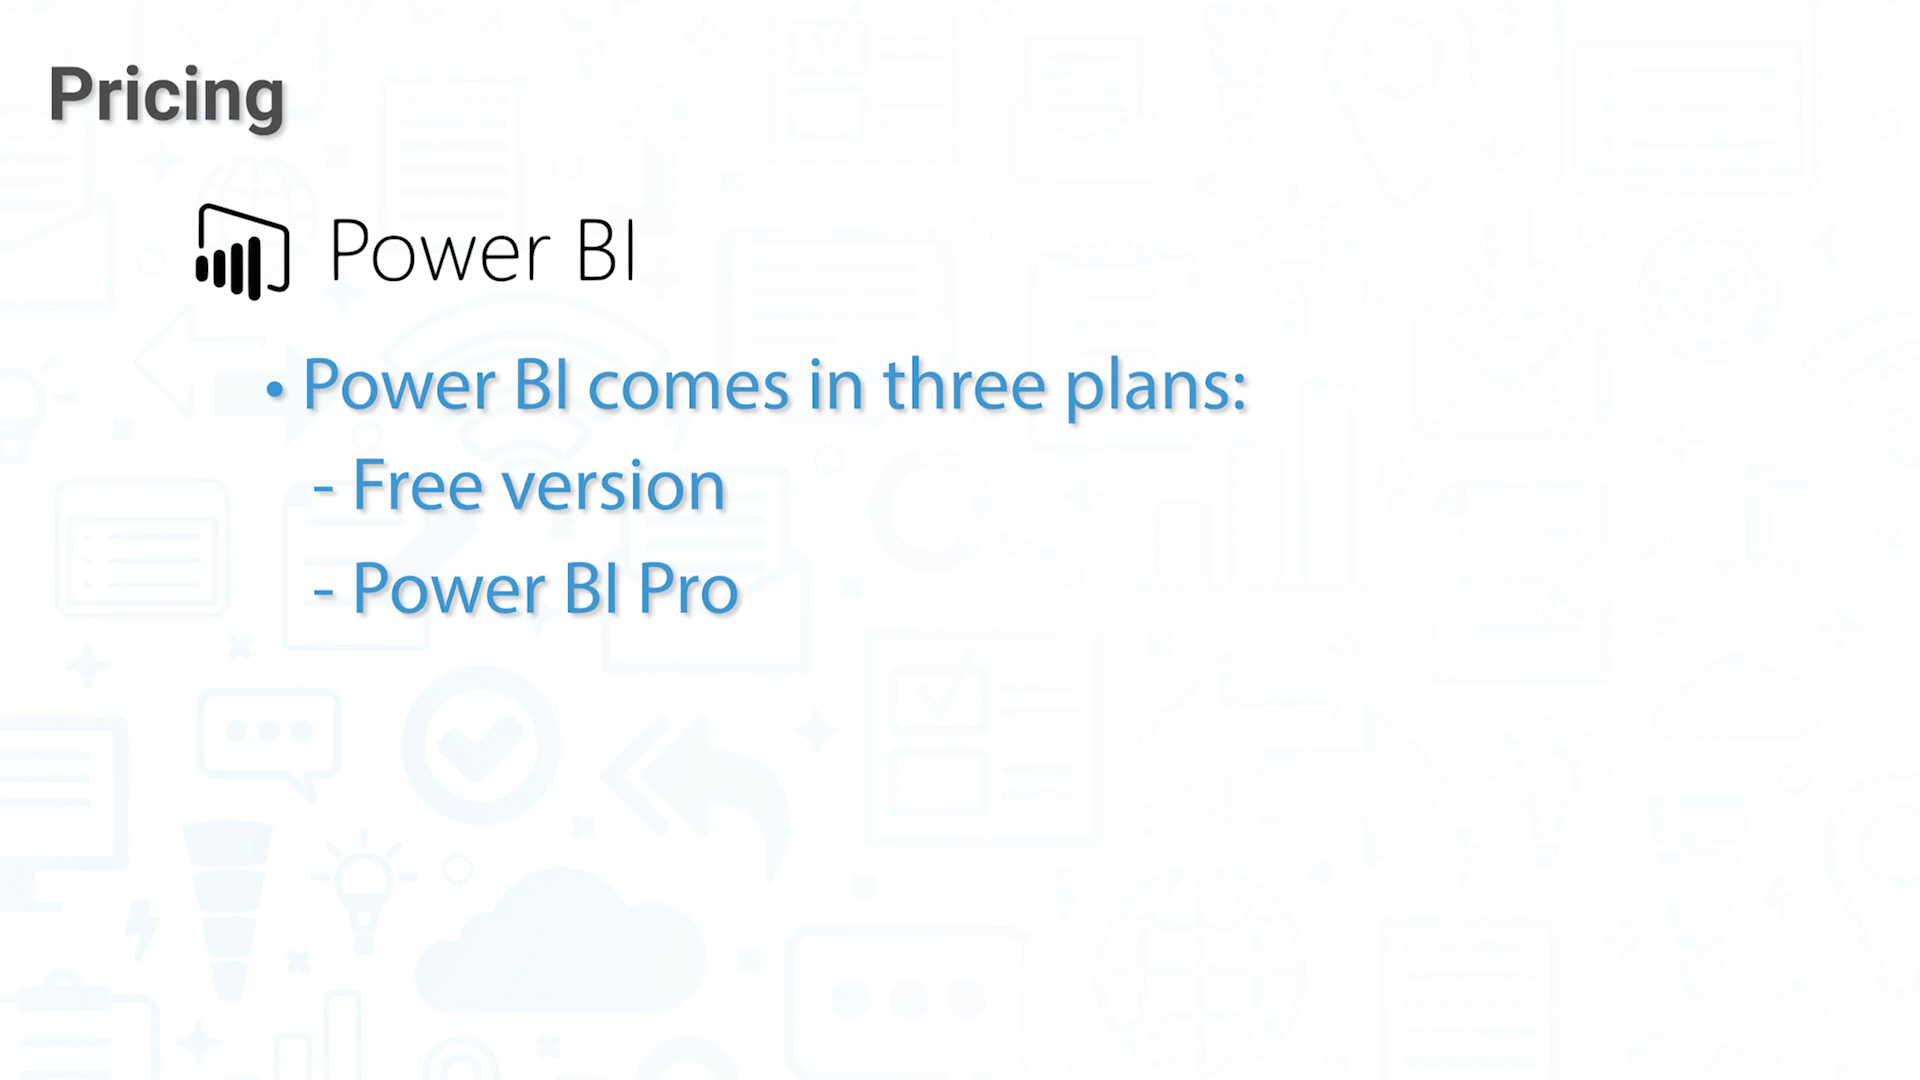 Pricing
Power BI
• Power BI comes in three plans:
- Free version
- Power BI Pro